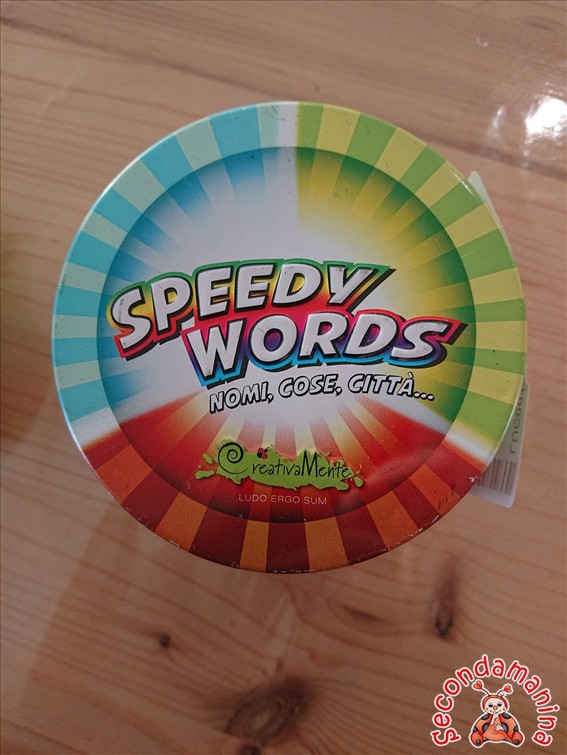 SPEEDY
WORDS
NOMI, COSE, CITTÀ...
CreativaMente
LUDO ERGO SUM
Secondamanina